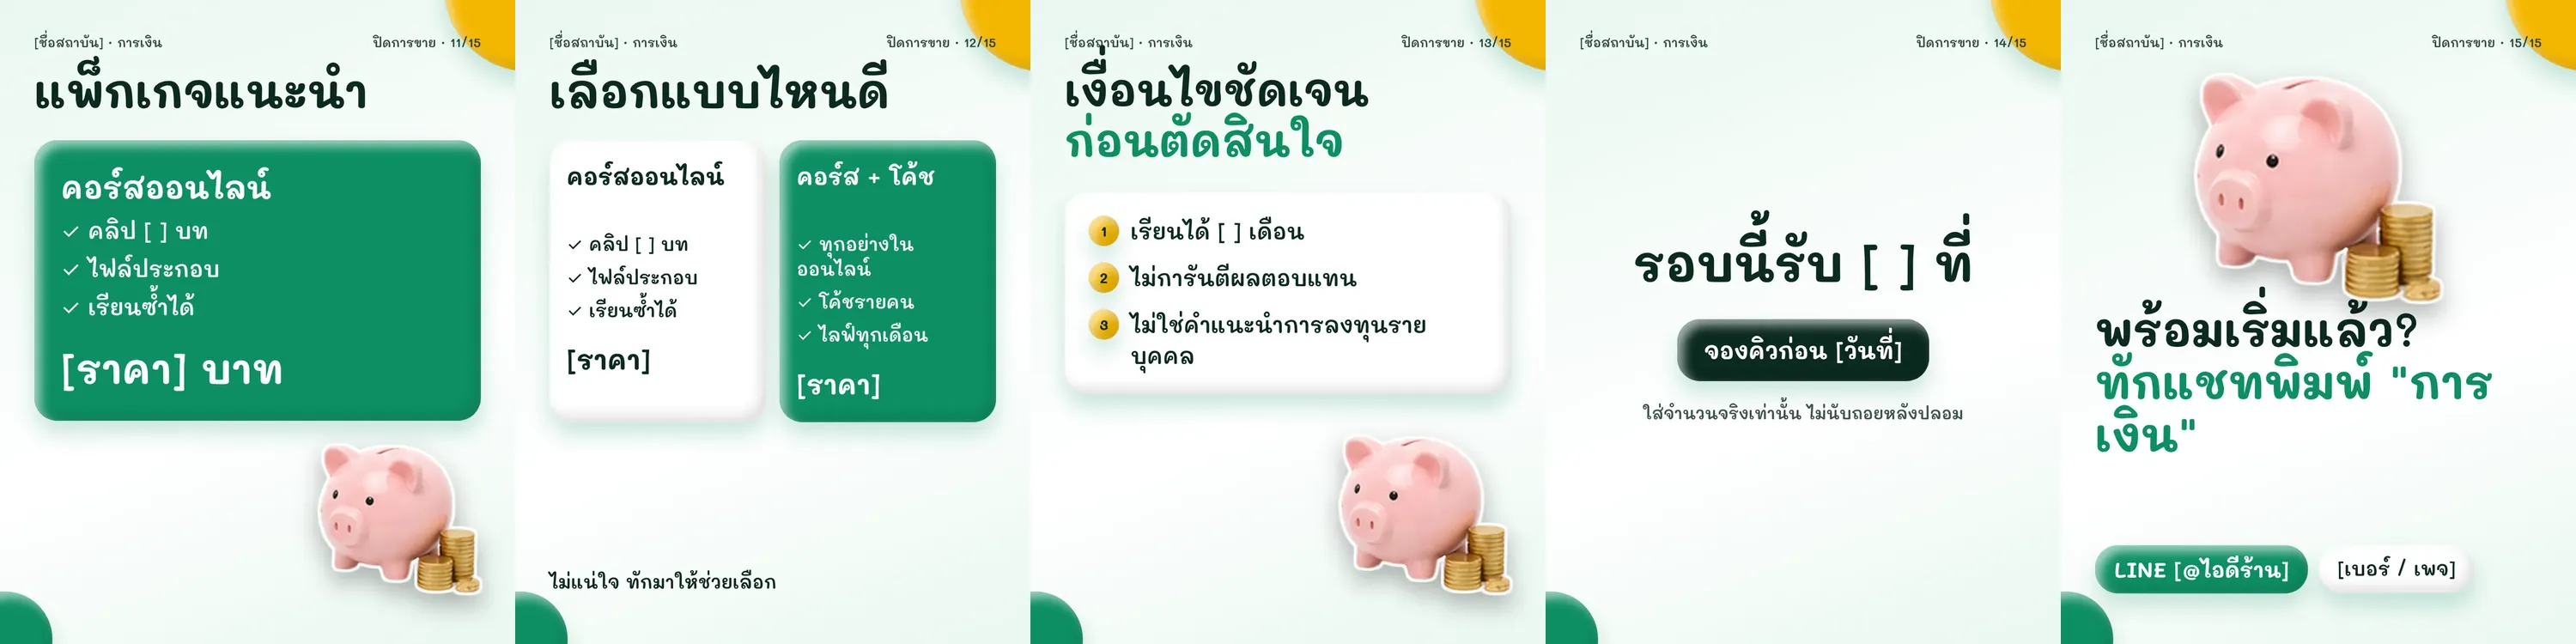 [ชื่อสถาบัน] · การเงิน
ปิดการขาย · 11/15
แพ็กเกจแนะนำ
คอร์สออนไลน์
✓ คลิป [ ] บท
✓ ไฟล์ประกอบ
✓ เรียนซ้ำได้
[ราคา] บาท
[ชื่อสถาบัน] · การเงิน
ปิดการขาย · 12/15
เลือกแบบไหนดี
คอร์สออนไลน์
✓ คลิป [ ] บท
✓ ไฟล์ประกอบ
✓ เรียนซ้ำได้
[ราคา]
คอร์ส + โค้ช
✓ ทุกอย่างใน
ออนไลน์
✓ โค้ชรายคน
✓ ไลฟ์ทุกเดือน
[ราคา]
ไม่แน่ใจ ทักมาให้ช่วยเลือก
[ชื่อสถาบัน] · การเงิน
ปิดการขาย · 13/15
เงื่อนไขชัดเจน
ก่อนตัดสินใจ
1 เรียนได้ [ ] เดือน
2 ไม่การันตีผลตอบแทน
3 ไม่ใช่คำแนะนำการลงทุนราย
บุคคล
[ชื่อสถาบัน] · การเงิน
ปิดการขาย · 14/15
รอบนี้รับ [ ] ที่
จองคิวก่อน [วันที่]
ใส่จำนวนจริงเท่านั้น ไม่นับถอยหลังปลอม
[ชื่อสถาบัน] · การเงิน
ปิดการขาย · 15/15
พร้อมเริ่มแล้ว?
ทักแชทพิมพ์ "การ
เงิน"
LINE [@ไอดีร้าน]
[เบอร์ / เพจ]